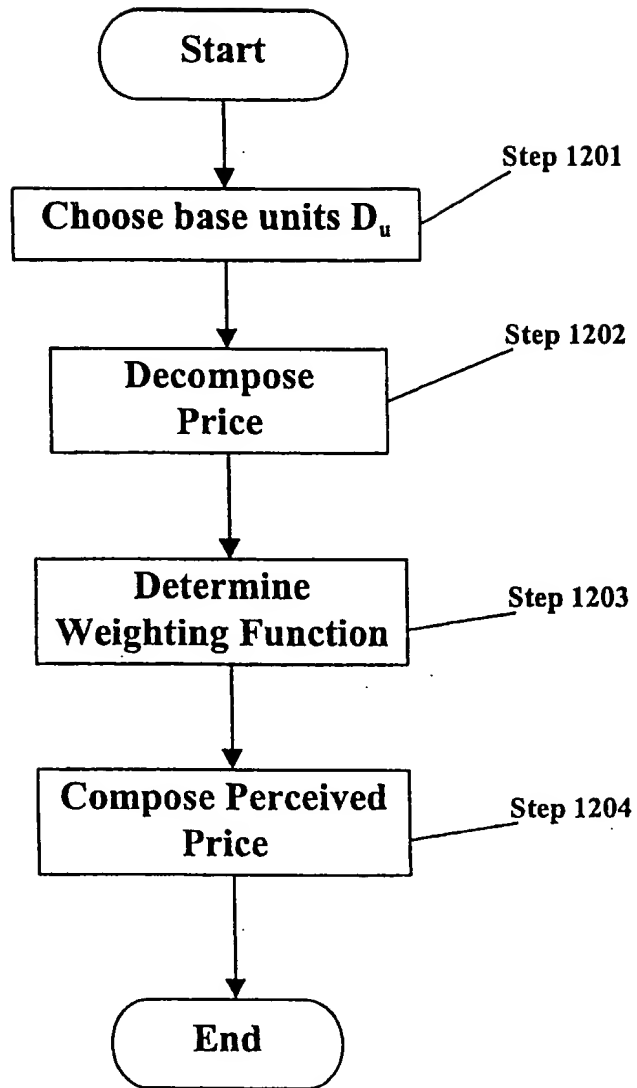 Start
Step 1201
Choose base units Du
Step 1202
Decompose
Price
Determine
Weighting Function
Step 1203
Compose Perceived
Price
Step 1204
End